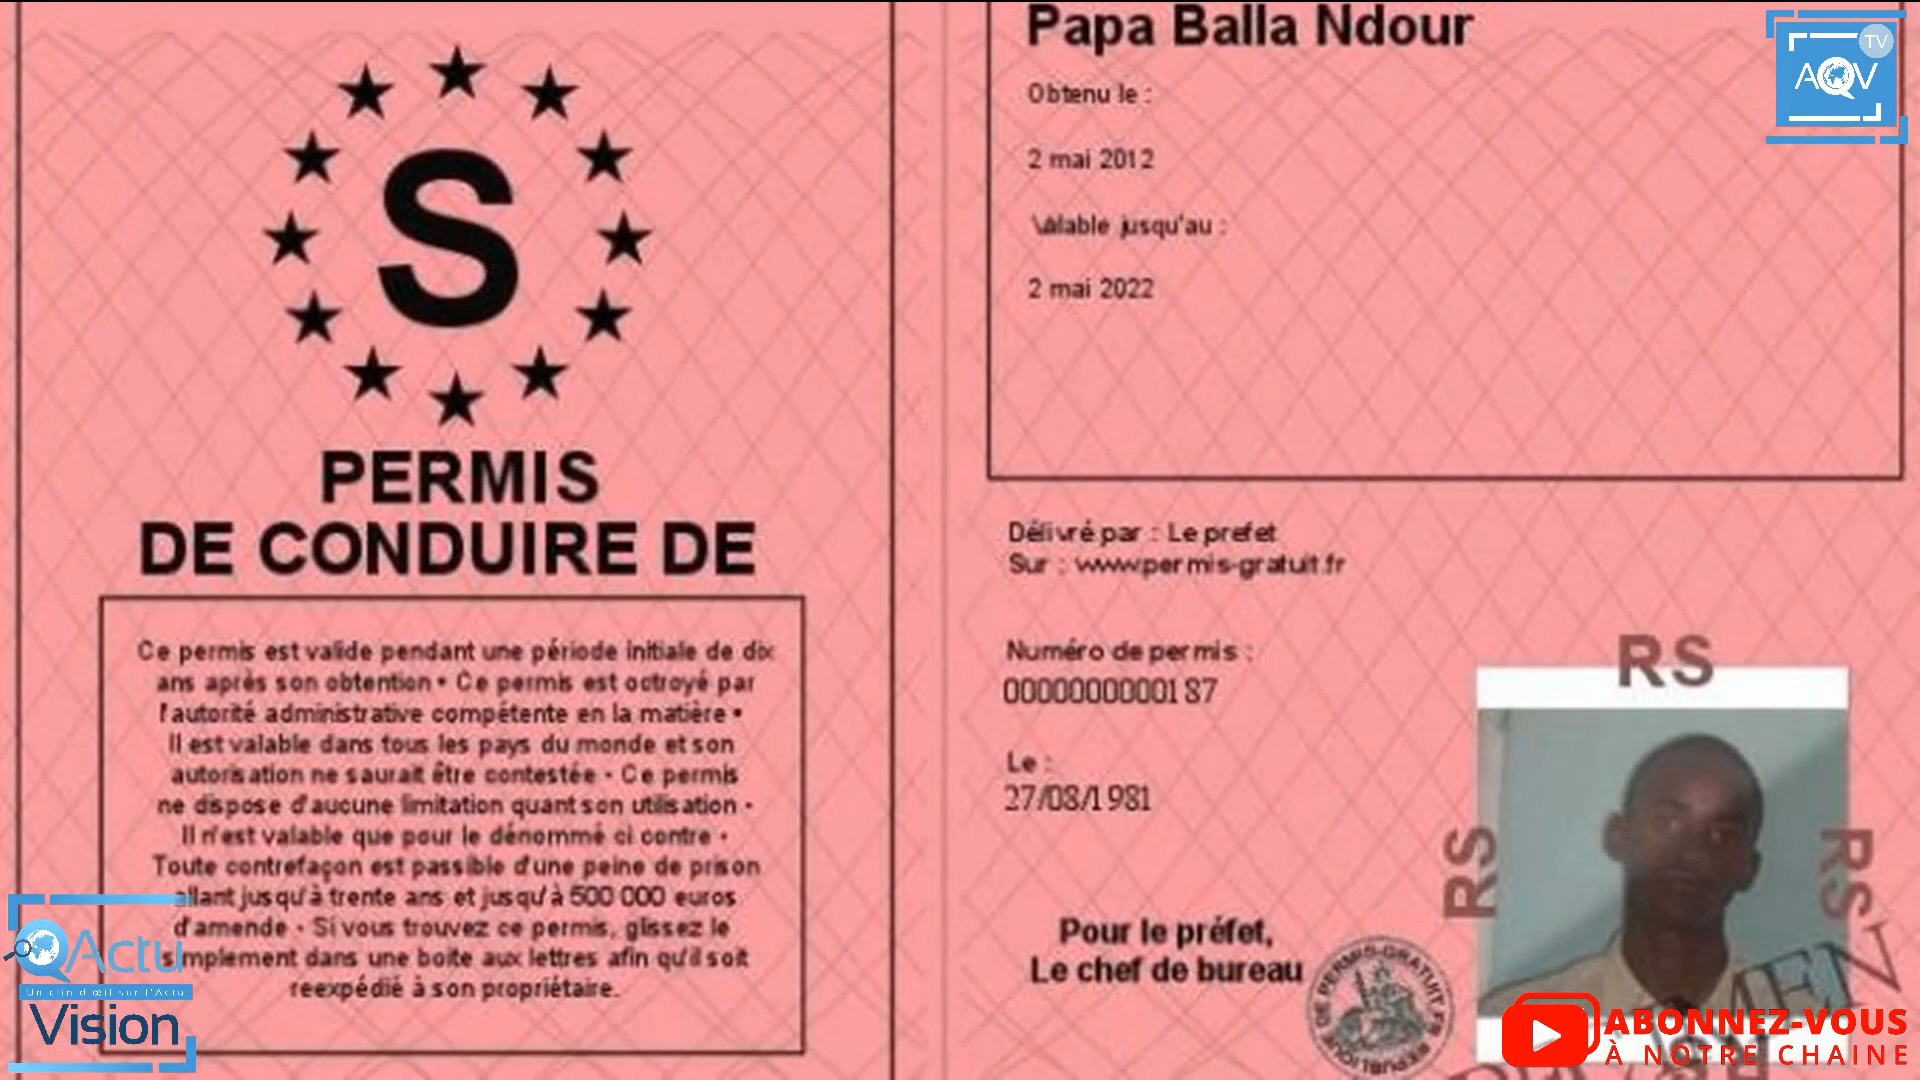 S
PERMIS
DE CONDUIRE DE
Ce permis est valide pendant une période initiale de dix
ans après son obtention • Ce permis est octroyé par
l'autorité administrative compétente en la matière •
Il est valable dans tous les pays du monde et son
autorisation ne saurait être contestée • Ce permis
ne dispose d'aucune limitation quant son utilisation •
Il n'est valable que pour le dénommé ci contre •
Toute contrefaçon est passible d'une peine de prison
allant jusqu'à trente ans et jusqu'à 500 000 euros
d'amende • Si vous trouvez ce permis, glissez le
simplement dans une boite aux lettres afin qu'il soit
reexpédié à son propriétaire.
Papa Balla Ndour
Obtenu le :
2 mai 2012
Valable jusqu'au :
2 mai 2022
Délivré par : Le prefet
Sur : www.permis-gratuit.fr
Numéro de permis :
00000000000187
Le :
27/08/1981
Pour le préfet,
Le chef de bureau
RS
RS
RS
DE PERMIS-GRATUIT.FR
AQV
TV
Actu
Un clin d'œil sur l'Actu
Vision
ABONNEZ-VOUS
À NOTRE CHAINE